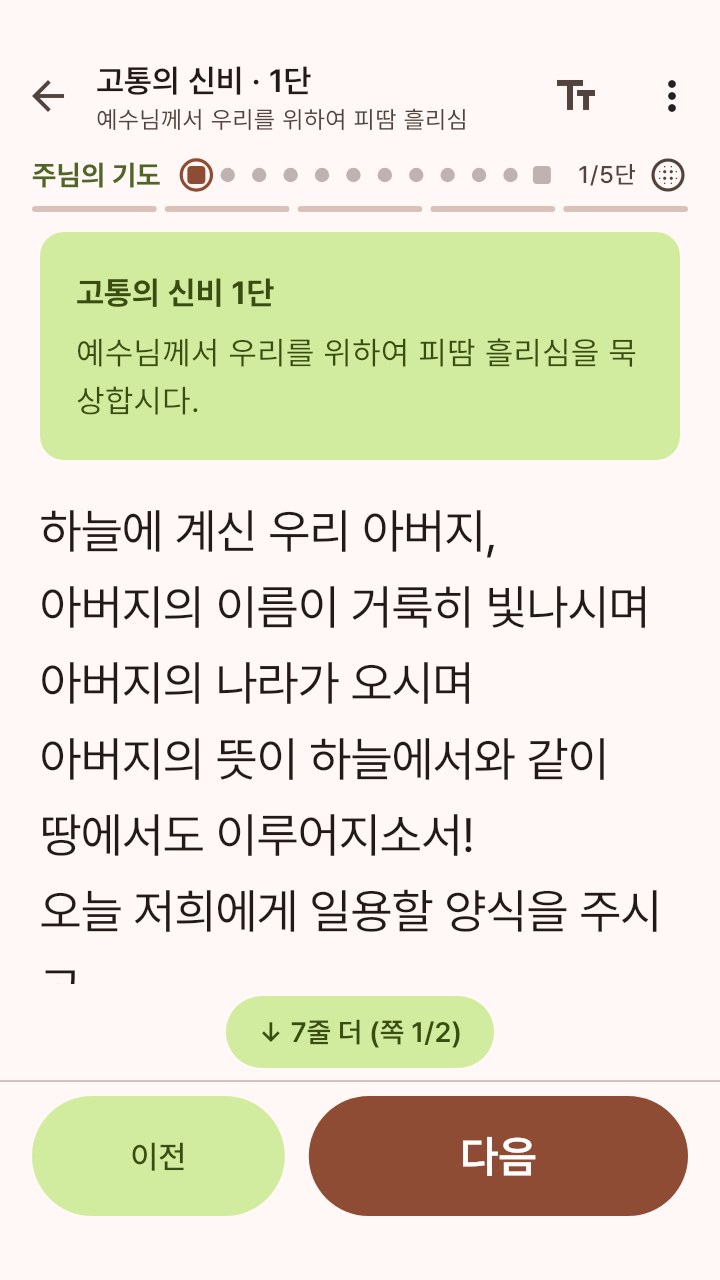 고통의 신비 · 1단
예수님께서 우리를 위하여 피땀 흘리심
주님의 기도
1/5단
고통의 신비 1단
예수님께서 우리를 위하여 피땀 흘리심을 묵
상합시다.
하늘에 계신 우리 아버지,
아버지의 이름이 거룩히 빛나시며
아버지의 나라가 오시며
아버지의 뜻이 하늘에서와 같이
땅에서도 이루어지소서!
오늘 저희에게 일용할 양식을 주시
↓ 7줄 더 (쪽 1/2)
이전
다음